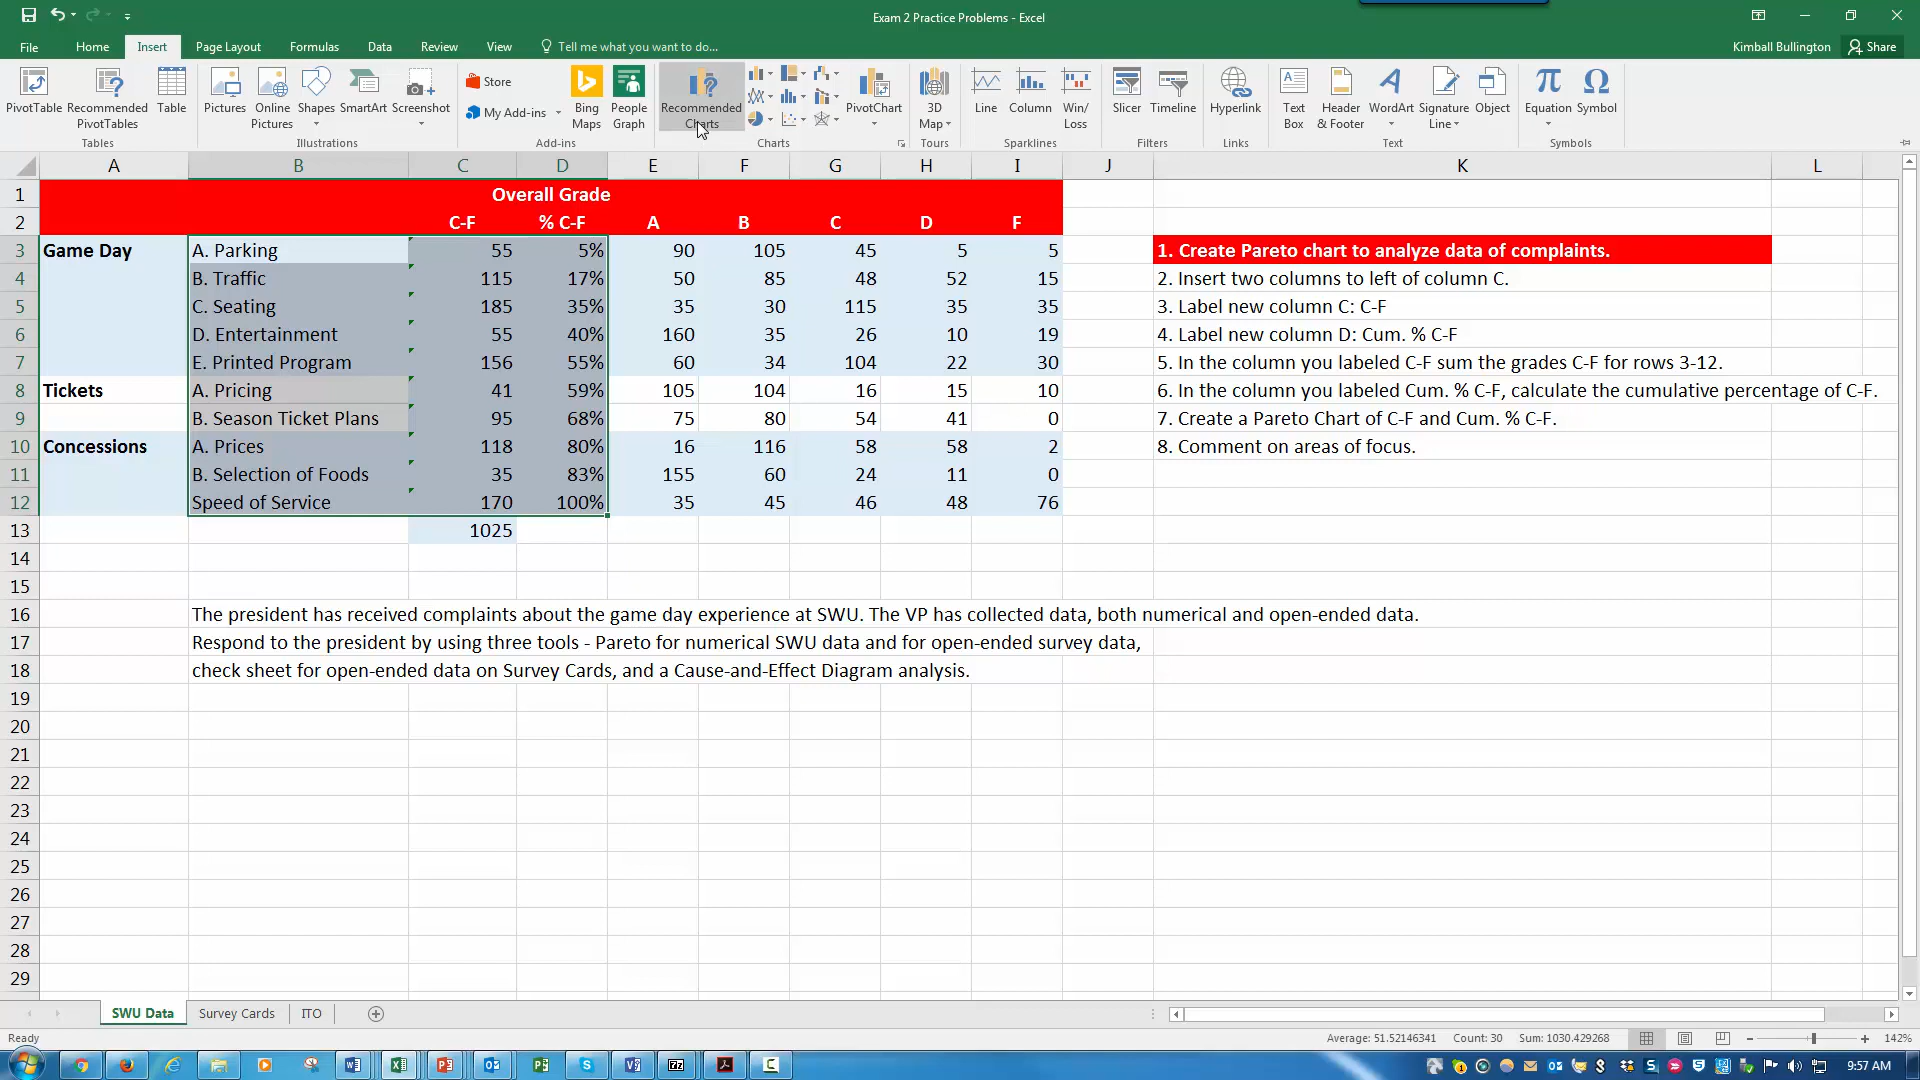 Exam 2 Practice Problems - Excel
File Home Insert Page Layout Formulas Data Review View Tell me what you want to do... Kimball Bullington Share
PivotTable Recommended PivotTables Table Pictures Online Pictures Shapes SmartArt Screenshot Store My Add-ins Bing Maps People Graph Recommended Charts PivotChart 3D Map Line Column Win/Loss Slicer Timeline Hyperlink Text Box Header & Footer WordArt Signature Line Object Equation Symbol
Tables Illustrations Add-ins Charts Tours Sparklines Filters Links Text Symbols
A B C D E F G H I J K L
1 Overall Grade
2 C-F % C-F A B C D F
3 Game Day A. Parking 55 5% 90 105 45 5 5 1. Create Pareto chart to analyze data of complaints.
4 B. Traffic 115 17% 50 85 48 52 15 2. Insert two columns to left of column C.
5 C. Seating 185 35% 35 30 115 35 35 3. Label new column C: C-F
6 D. Entertainment 55 40% 160 35 26 10 19 4. Label new column D: Cum. % C-F
7 E. Printed Program 156 55% 60 34 104 22 30 5. In the column you labeled C-F sum the grades C-F for rows 3-12.
8 Tickets A. Pricing 41 59% 105 104 16 15 10 6. In the column you labeled Cum. % C-F, calculate the cumulative percentage of C-F.
9 B. Season Ticket Plans 95 68% 75 80 54 41 0 7. Create a Pareto Chart of C-F and Cum. % C-F.
10 Concessions A. Prices 118 80% 16 116 58 58 2 8. Comment on areas of focus.
11 B. Selection of Foods 35 83% 155 60 24 11 0
12 Speed of Service 170 100% 35 45 46 48 76
13 1025
14
15
16 The president has received complaints about the game day experience at SWU. The VP has collected data, both numerical and open-ended data.
17 Respond to the president by using three tools - Pareto for numerical SWU data and for open-ended survey data,
18 check sheet for open-ended data on Survey Cards, and a Cause-and-Effect Diagram analysis.
19
20
21
22
23
24
25
26
27
28
29
SWU Data Survey Cards ITO
Ready Average: 51.52146341 Count: 30 Sum: 1030.429268 142%
9:57 AM